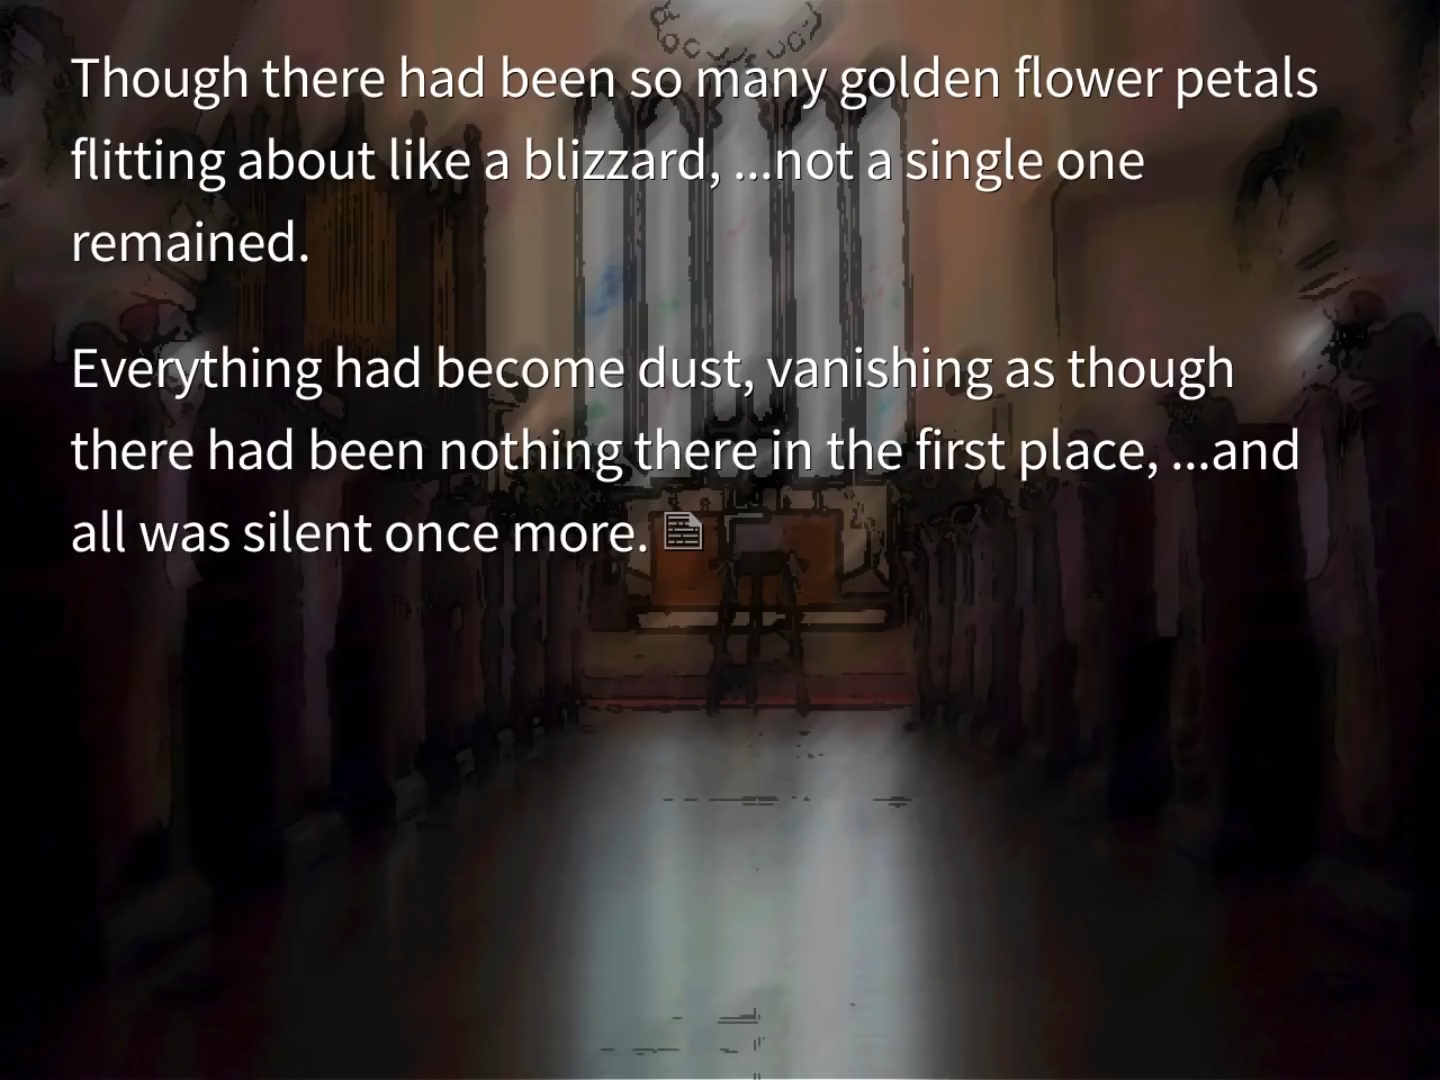 Though there had been so many golden flower petals
flitting about like a blizzard, ...not a single one
remained.
Everything had become dust, vanishing as though
there had been nothing there in the first place, ...and
all was silent once more.